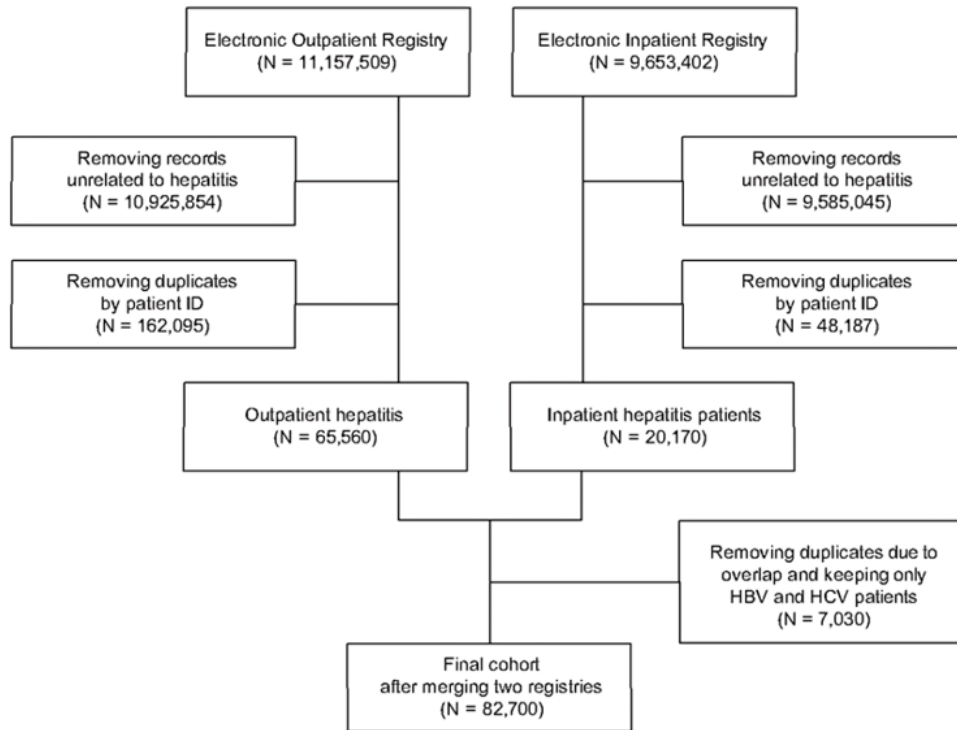 Electronic Outpatient Registry
(N = 11,157,509)
Electronic Inpatient Registry
(N = 9,653,402)
Removing records
unrelated to hepatitis
(N = 10,925,854)
Removing records
unrelated to hepatitis
(N = 9,585,045)
Removing duplicates
by patient ID
(N = 162,095)
Removing duplicates
by patient ID
(N = 48,187)
Outpatient hepatitis
(N = 65,560)
Inpatient hepatitis patients
(N = 20,170)
Removing duplicates due to
overlap and keeping only
HBV and HCV patients
(N = 7,030)
Final cohort
after merging two registries
(N = 82,700)